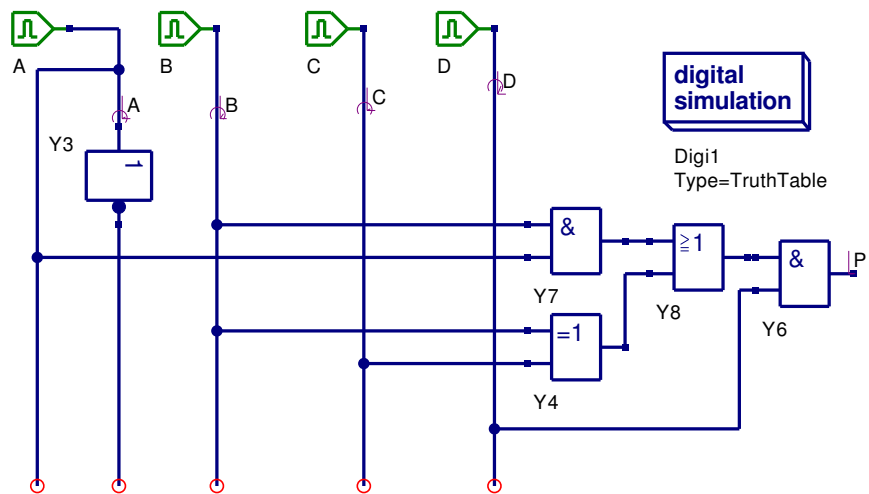 A
B
C
D
A
B
C
D
digital
simulation
Digi1
Type=TruthTable
Y3
1
&
Y7
≧1
Y8
&
Y6
P
=1
Y4